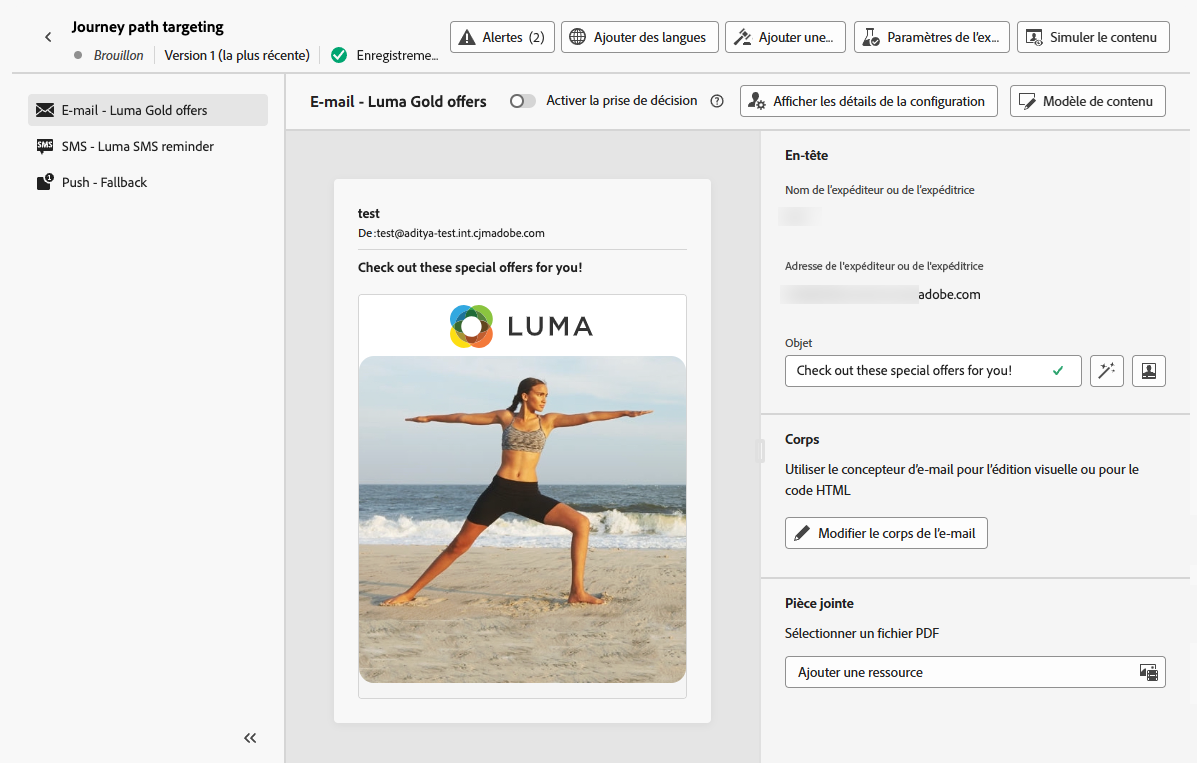 Journey path targeting
Brouillon
Version 1 (la plus récente)
Enregistreme...
Alertes (2)
Ajouter des langues
Ajouter une...
Paramètres de l'ex...
Simuler le contenu
E-mail - Luma Gold offers
SMS
SMS - Luma SMS reminder
1
Push - Fallback
E-mail - Luma Gold offers
Activer la prise de décision
?
Afficher les détails de la configuration
Modèle de contenu
test
De :test@aditya-test.int.cjmadobe.com
Check out these special offers for you!
LUMA
En-tête
Nom de l'expéditeur ou de l'expéditrice
Adresse de l'expéditeur ou de l'expéditrice
adobe.com
Objet
Check out these special offers for you!
Corps
Utiliser le concepteur d'e-mail pour l'édition visuelle ou pour le
code HTML
Modifier le corps de l'e-mail
Pièce jointe
Sélectionner un fichier PDF
Ajouter une ressource